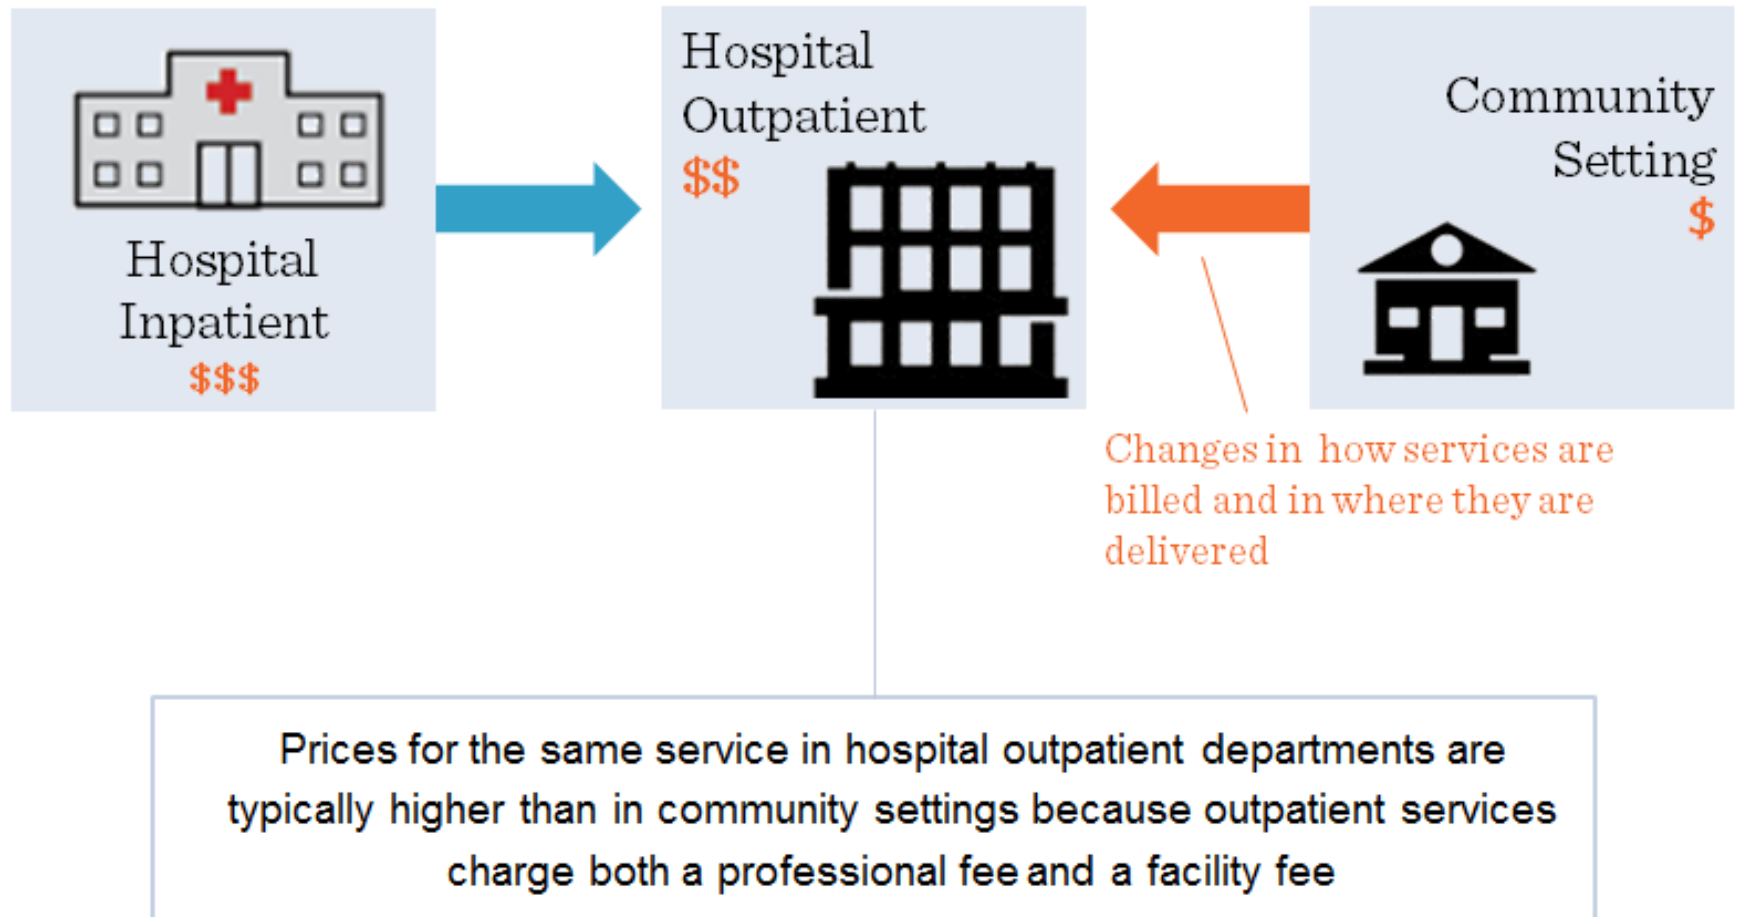 Hospital
Inpatient
$$$
Hospital
Outpatient
$$
Community
Setting
$
Changes in how services are
billed and in where they are
delivered
Prices for the same service in hospital outpatient departments are
typically higher than in community settings because outpatient services
charge both a professional fee and a facility fee